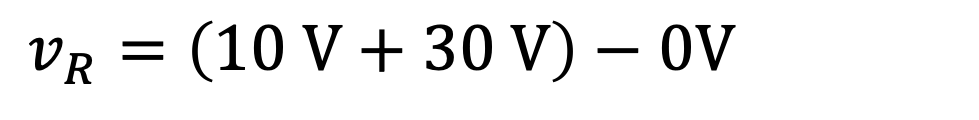 v_R = (10 V + 30 V) − 0V